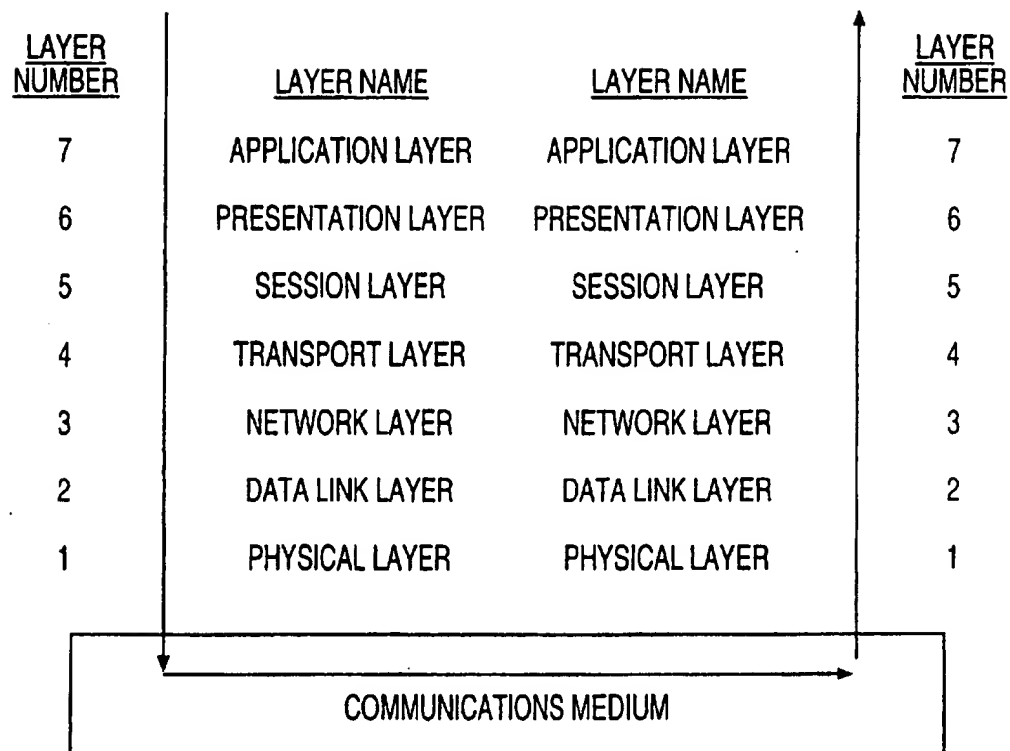 LAYER LAYER
NUMBER LAYER NAME LAYER NAME NUMBER
7 APPLICATION LAYER APPLICATION LAYER 7
6 PRESENTATION LAYER PRESENTATION LAYER 6
5 SESSION LAYER SESSION LAYER 5
4 TRANSPORT LAYER TRANSPORT LAYER 4
3 NETWORK LAYER NETWORK LAYER 3
2 DATA LINK LAYER DATA LINK LAYER 2
1 PHYSICAL LAYER PHYSICAL LAYER 1
COMMUNICATIONS MEDIUM